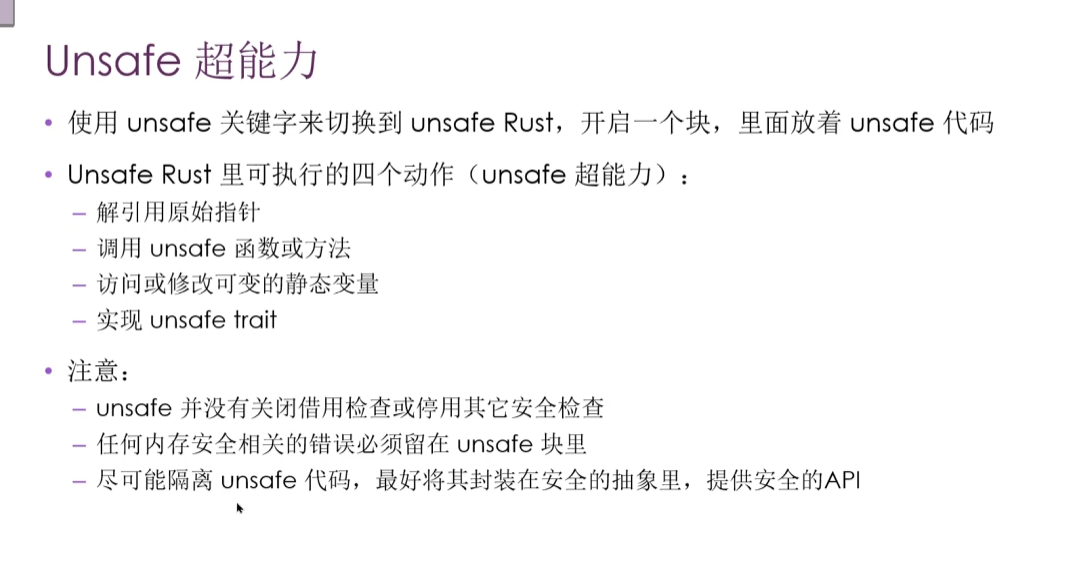 Unsafe 超能力
• 使用 unsafe 关键字来切换到 unsafe Rust，开启一个块，里面放着 unsafe 代码
• Unsafe Rust 里可执行的四个动作（unsafe 超能力）：
– 解引用原始指针
– 调用 unsafe 函数或方法
– 访问或修改可变的静态变量
– 实现 unsafe trait
• 注意：
– unsafe 并没有关闭借用检查或停用其它安全检查
– 任何内存安全相关的错误必须留在 unsafe 块里
– 尽可能隔离 unsafe 代码，最好将其封装在安全的抽象里，提供安全的API